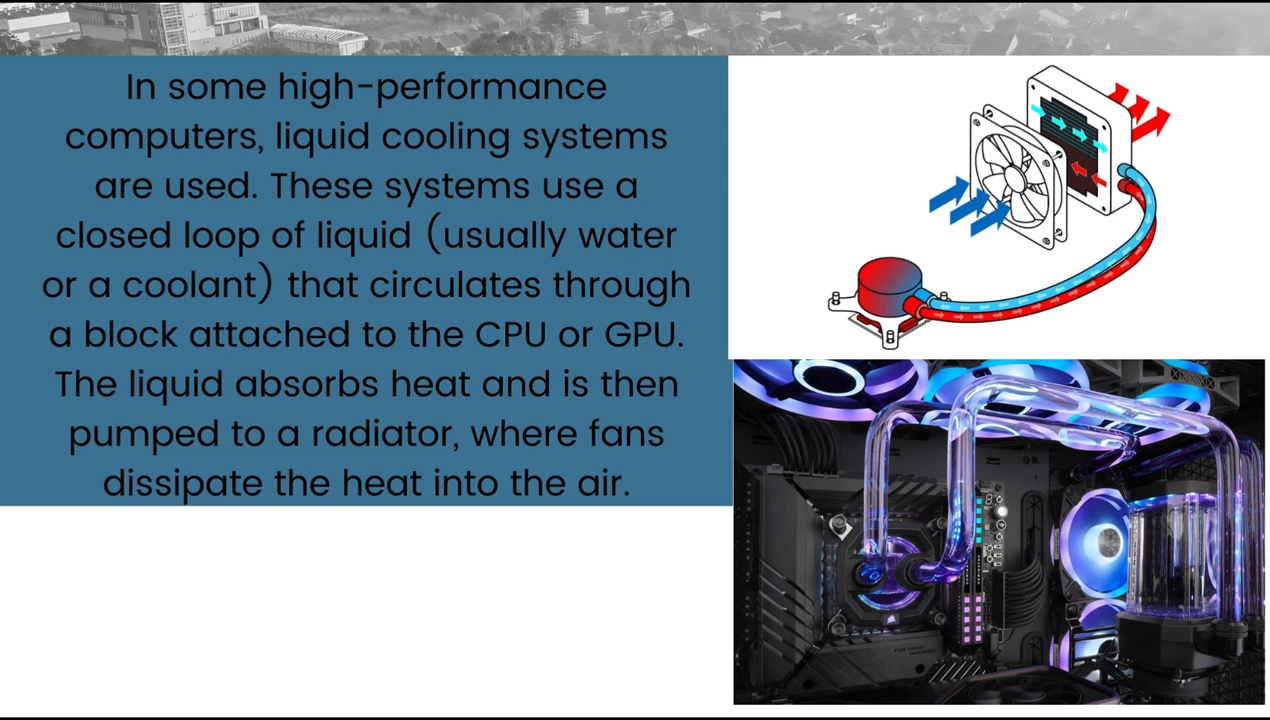 In some high-performance
computers, liquid cooling systems
are used. These systems use a
closed loop of liquid (usually water
or a coolant) that circulates through
a block attached to the CPU or GPU.
The liquid absorbs heat and is then
pumped to a radiator, where fans
dissipate the heat into the air.